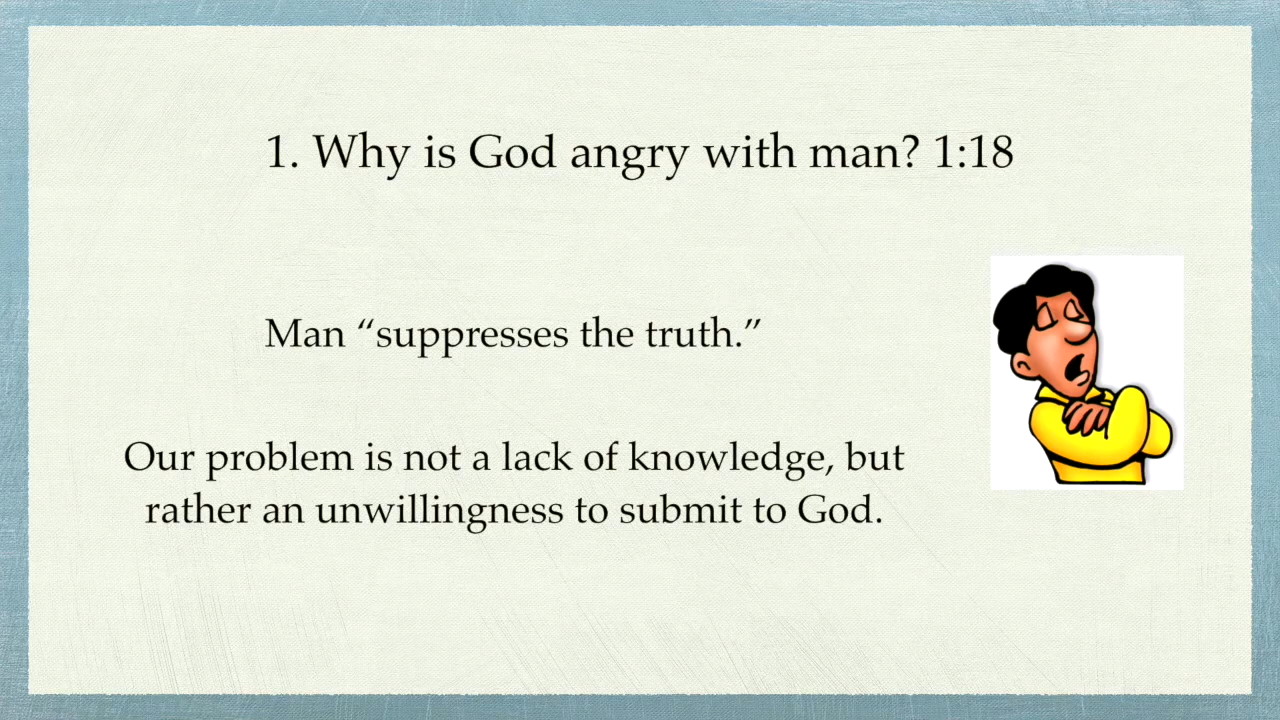 1. Why is God angry with man? 1:18
Man “suppresses the truth.”
Our problem is not a lack of knowledge, but
rather an unwillingness to submit to God.